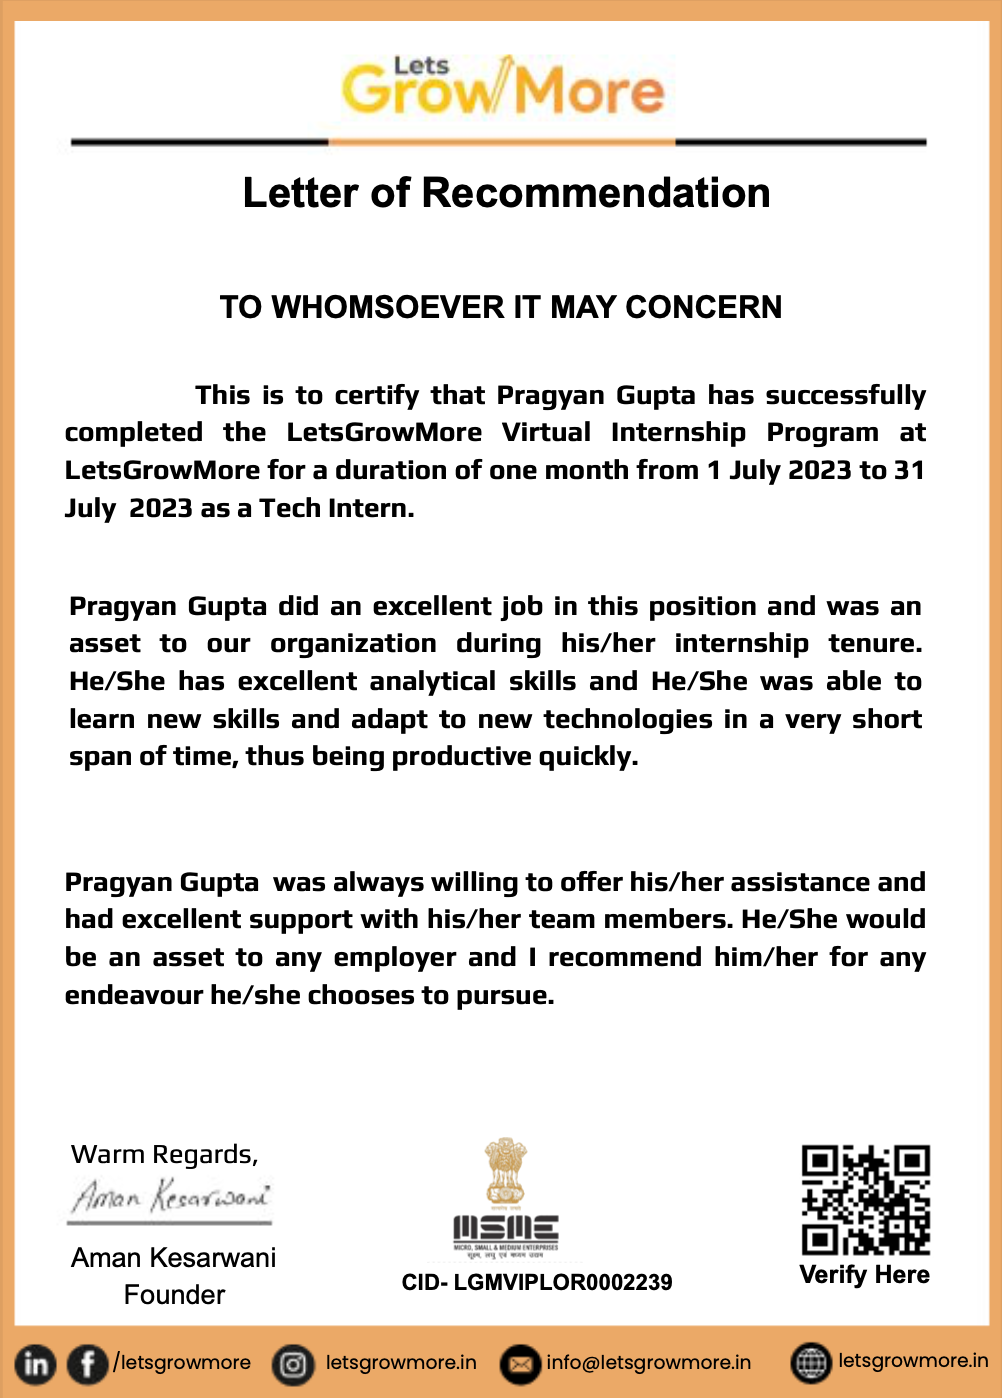 Lets
GrowMore
Letter of Recommendation
TO WHOMSOEVER IT MAY CONCERN
This is to certify that Pragyan Gupta has successfully
completed the LetsGrowMore Virtual Internship Program at
LetsGrowMore for a duration of one month from 1 July 2023 to 31
July 2023 as a Tech Intern.
Pragyan Gupta did an excellent job in this position and was an
asset to our organization during his/her internship tenure.
He/She has excellent analytical skills and He/She was able to
learn new skills and adapt to new technologies in a very short
span of time, thus being productive quickly.
Pragyan Gupta was always willing to offer his/her assistance and
had excellent support with his/her team members. He/She would
be an asset to any employer and I recommend him/her for any
endeavour he/she chooses to pursue.
Warm Regards,
Aman Kesarwani
Aman Kesarwani
Founder
MSME
MICRO, SMALL & MEDIUM ENTERPRISES
सूक्ष्म, लघु एवं मध्यम उद्यम
CID- LGMVIPLOR0002239
Verify Here
in f /letsgrowmore letsgrowmore.in info@letsgrowmore.in letsgrowmore.in